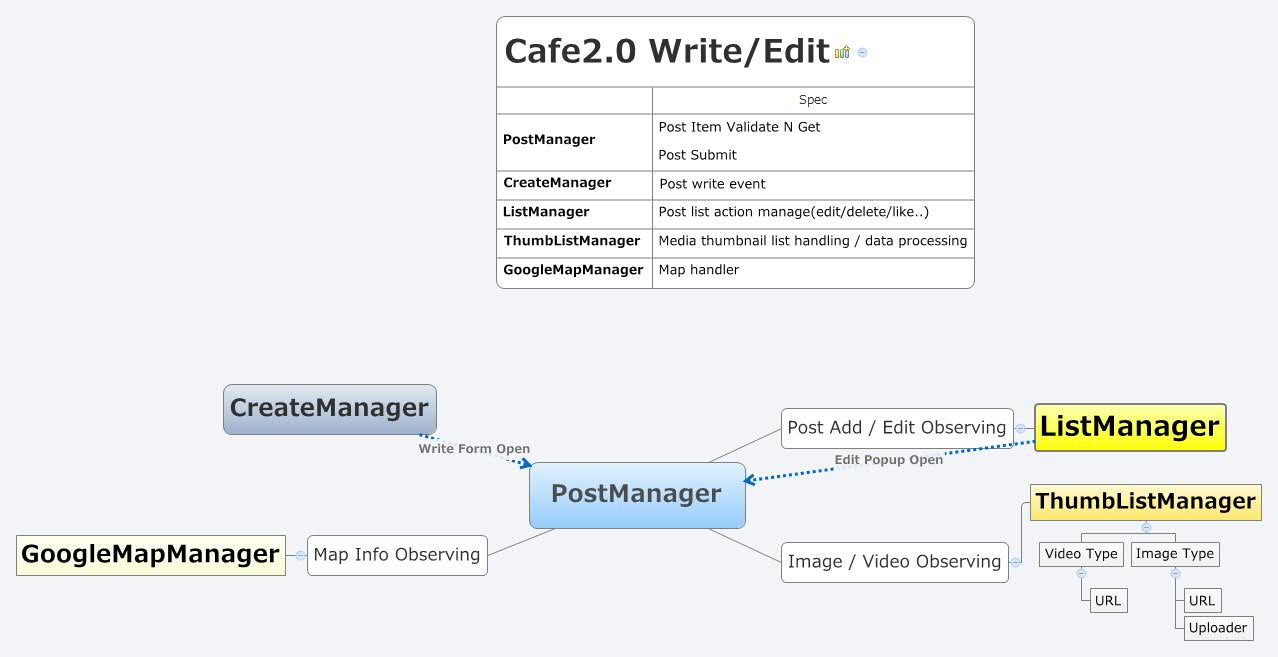 Cafe2.0 Write/Edit
Spec
PostManager
Post Item Validate N Get
Post Submit
CreateManager
Post write event
ListManager
Post list action manage(edit/delete/like..)
ThumbListManager
Media thumbnail list handling / data processing
GoogleMapManager
Map handler
CreateManager
Write Form Open
Post Add / Edit Observing
ListManager
Edit Popup Open
PostManager
ThumbListManager
GoogleMapManager
Map Info Observing
Image / Video Observing
Video Type
Image Type
URL
URL
Uploader